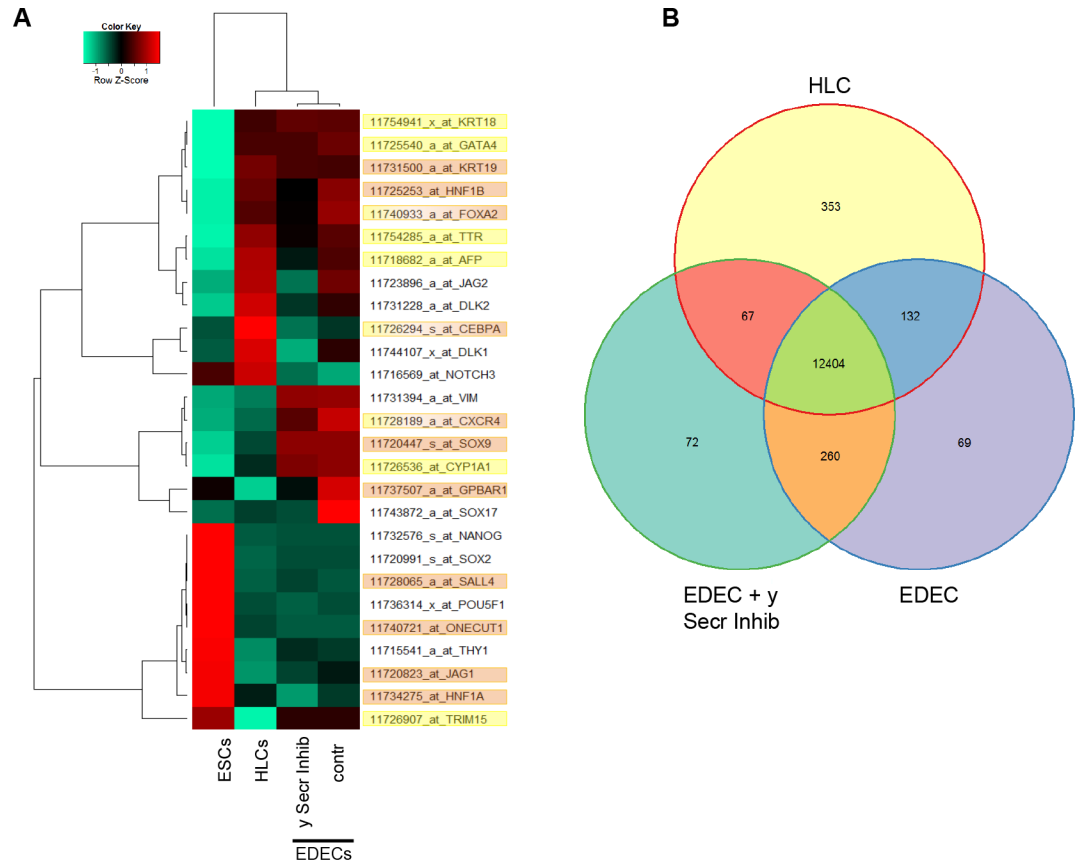 A
Color Key
-1 0 1
Row Z-Score
11754941_x_at_KRT18
11725540_a_at_GATA4
11731500_a_at_KRT19
11725253_at_HNF1B
11740933_a_at_FOXA2
11754285_a_at_TTR
11718682_a_at_AFP
11723896_a_at_JAG2
11731228_a_at_DLK2
11726294_s_at_CEBPA
11744107_x_at_DLK1
11716569_at_NOTCH3
11731394_a_at_VIM
11728189_a_at_CXCR4
11720447_s_at_SOX9
11726536_at_CYP1A1
11737507_a_at_GPBAR1
11743872_a_at_SOX17
11732576_s_at_NANOG
11720991_s_at_SOX2
11728065_a_at_SALL4
11736314_x_at_POU5F1
11740721_at_ONECUT1
11715541_a_at_THY1
11720823_at_JAG1
11734275_at_HNF1A
11726907_at_TRIM15
ESCs
HLCs
y Secr Inhib
contr
EDECs
B
HLC
353
67
132
12404
72
260
69
EDEC + y
Secr Inhib
EDEC